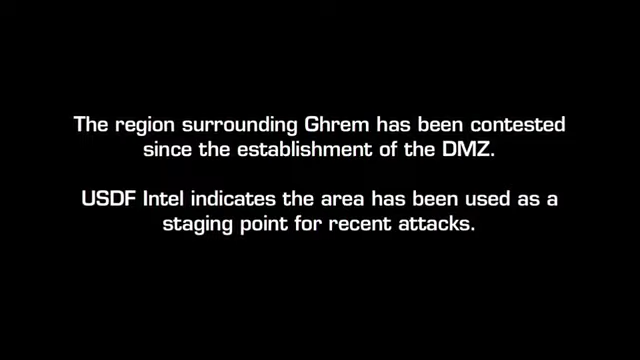 The region surrounding Ghrem has been contested
since the establishment of the DMZ.
USDF Intel indicates the area has been used as a
staging point for recent attacks.